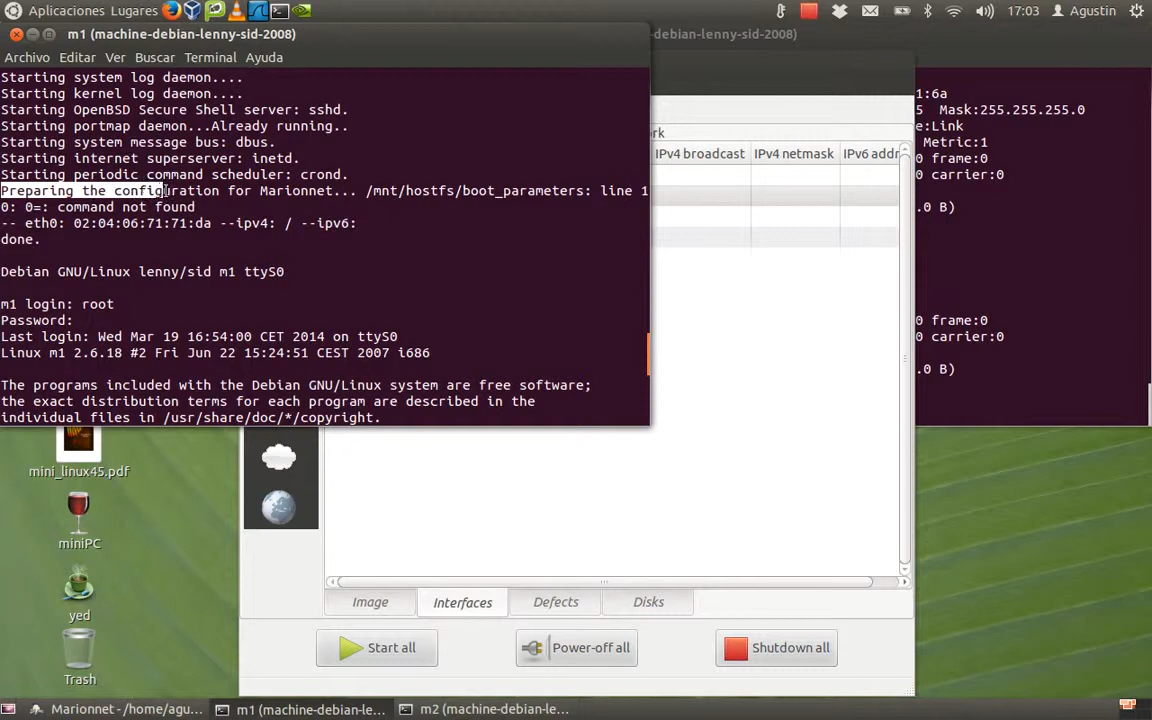 Aplicaciones Lugares
17:03
Agustin
m1 (machine-debian-lenny-sid-2008)
-debian-lenny-sid-2008)
Archivo Editar Ver Buscar Terminal Ayuda
Starting system log daemon....
Starting kernel log daemon....
Starting OpenBSD Secure Shell server: sshd.
Starting portmap daemon...Already running..
Starting system message bus: dbus.
Starting internet superserver: inetd.
Starting periodic command scheduler: crond.
Preparing the configuration for Marionnet... /mnt/hostfs/boot_parameters: line 1
0: 0=: command not found
-- eth0: 02:04:06:71:71:da --ipv4: / --ipv6:
done.
Debian GNU/Linux lenny/sid m1 ttyS0
m1 login: root
Password:
Last login: Wed Mar 19 16:54:00 CET 2014 on ttyS0
Linux m1 2.6.18 #2 Fri Jun 22 15:24:51 CEST 2007 i686
The programs included with the Debian GNU/Linux system are free software;
the exact distribution terms for each program are described in the
individual files in /usr/share/doc/*/copyright.
rk
IPv4 broadcast IPv4 netmask IPv6 addr
1:6a
5 Mask:255.255.255.0
e:Link
Metric:1
.0 B)
0 frame:0
0 carrier:0
.0 B)
0 frame:0
0 carrier:0
.0 B)
mini_linux45.pdf
miniPC
yed
Trash
Image Interfaces Defects Disks
Start all Power-off all Shutdown all
Marionnet - /home/agu...
m1 (machine-debian-le...
m2 (machine-debian-le...